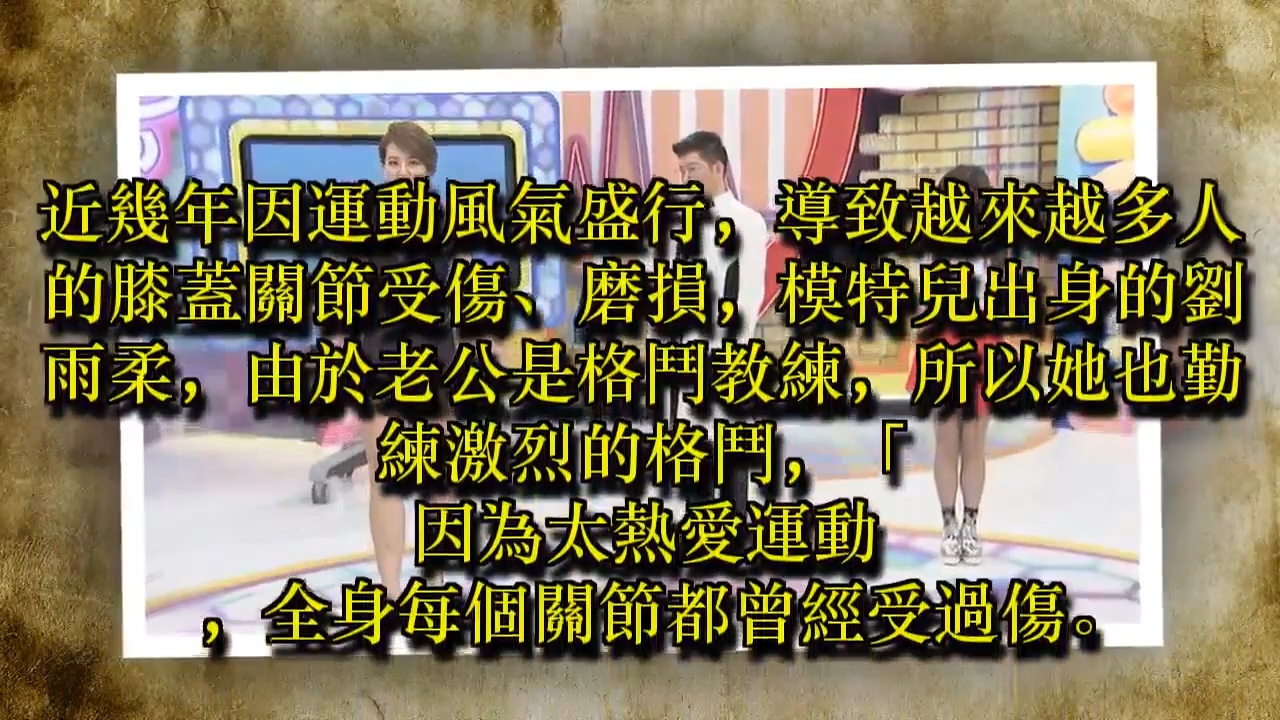 近幾年因運動風氣盛行，導致越來越多人
的膝蓋關節受傷、磨損，模特兒出身的劉
雨柔，由於老公是格鬥教練，所以她也勤
練激烈的格鬥，「
因為太熱愛運動
，全身每個關節都曾經受過傷。